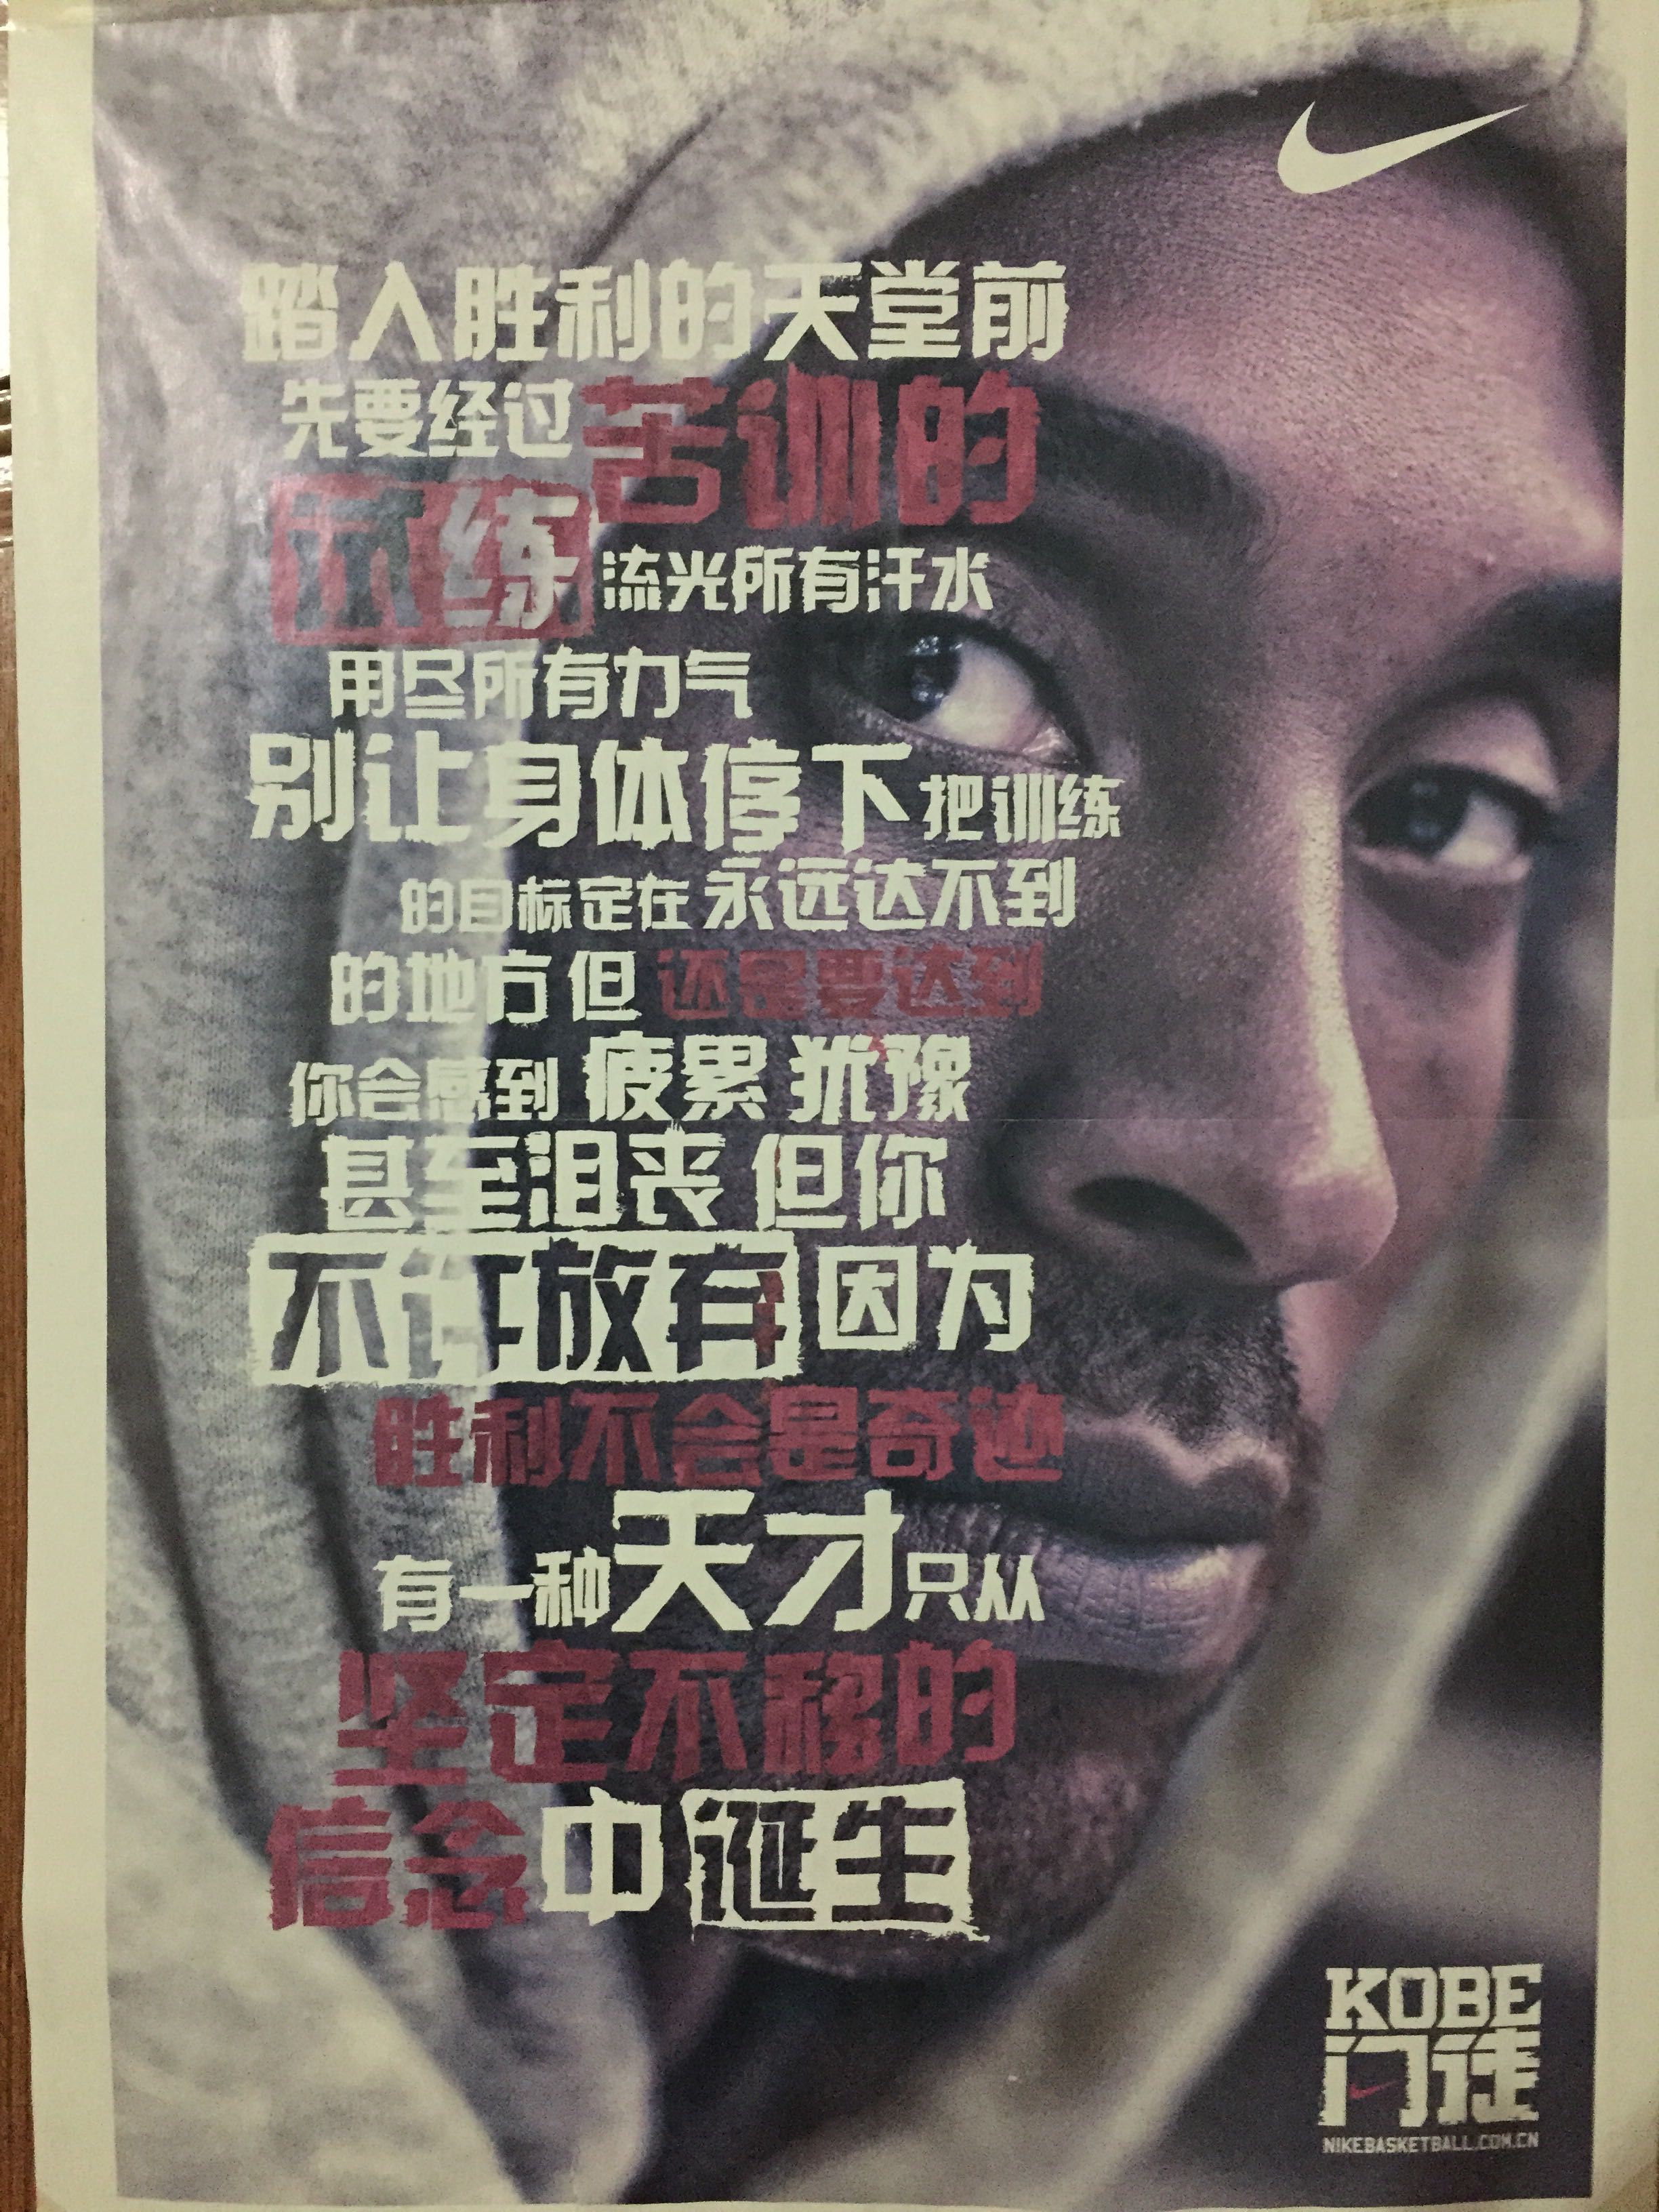 踏入胜利的天堂前
先要经过苦训的
试练 流光所有汗水
用尽所有力气
别让身体停下 把训练
的目标定在永远达不到
的地方 但 还是要达到
你会感到 疲累 犹豫
甚至沮丧 但你
不许放弃 因为
胜利不会是奇迹
有一种天才只从
坚定不移的
信念中诞生
KOBE
门徒
NIKEBASKETBALL.COM.CN